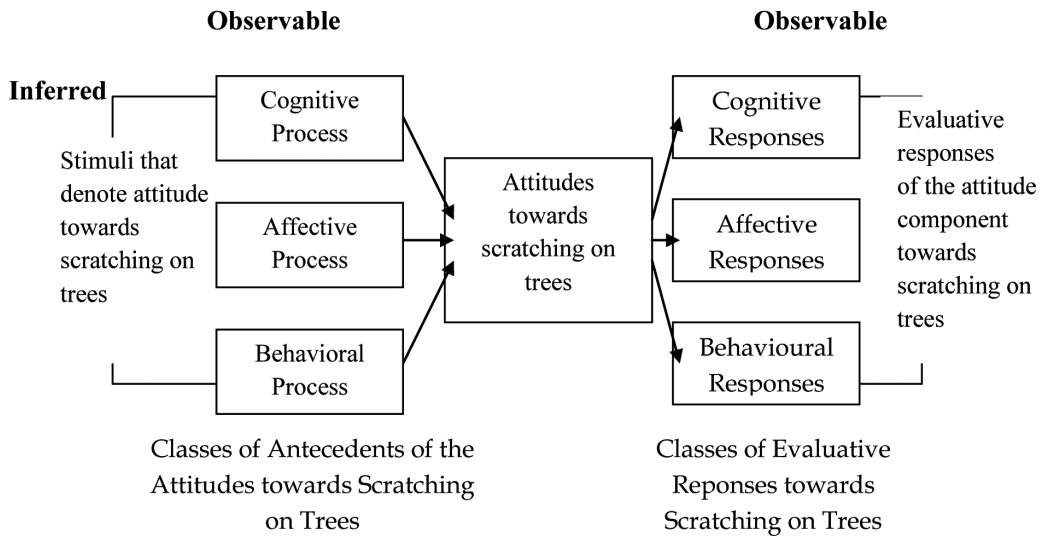 Observable
Observable
Inferred
Stimuli that
denote attitude
towards
scratching on
trees
Cognitive
Process
Affective
Process
Behavioral
Process
Attitudes
towards
scratching on
trees
Cognitive
Responses
Affective
Responses
Behavioural
Responses
Evaluative
responses
of the attitude
component
towards
scratching on
trees
Classes of Antecedents of the
Attitudes towards Scratching
on Trees
Classes of Evaluative
Reponses towards
Scratching on Trees